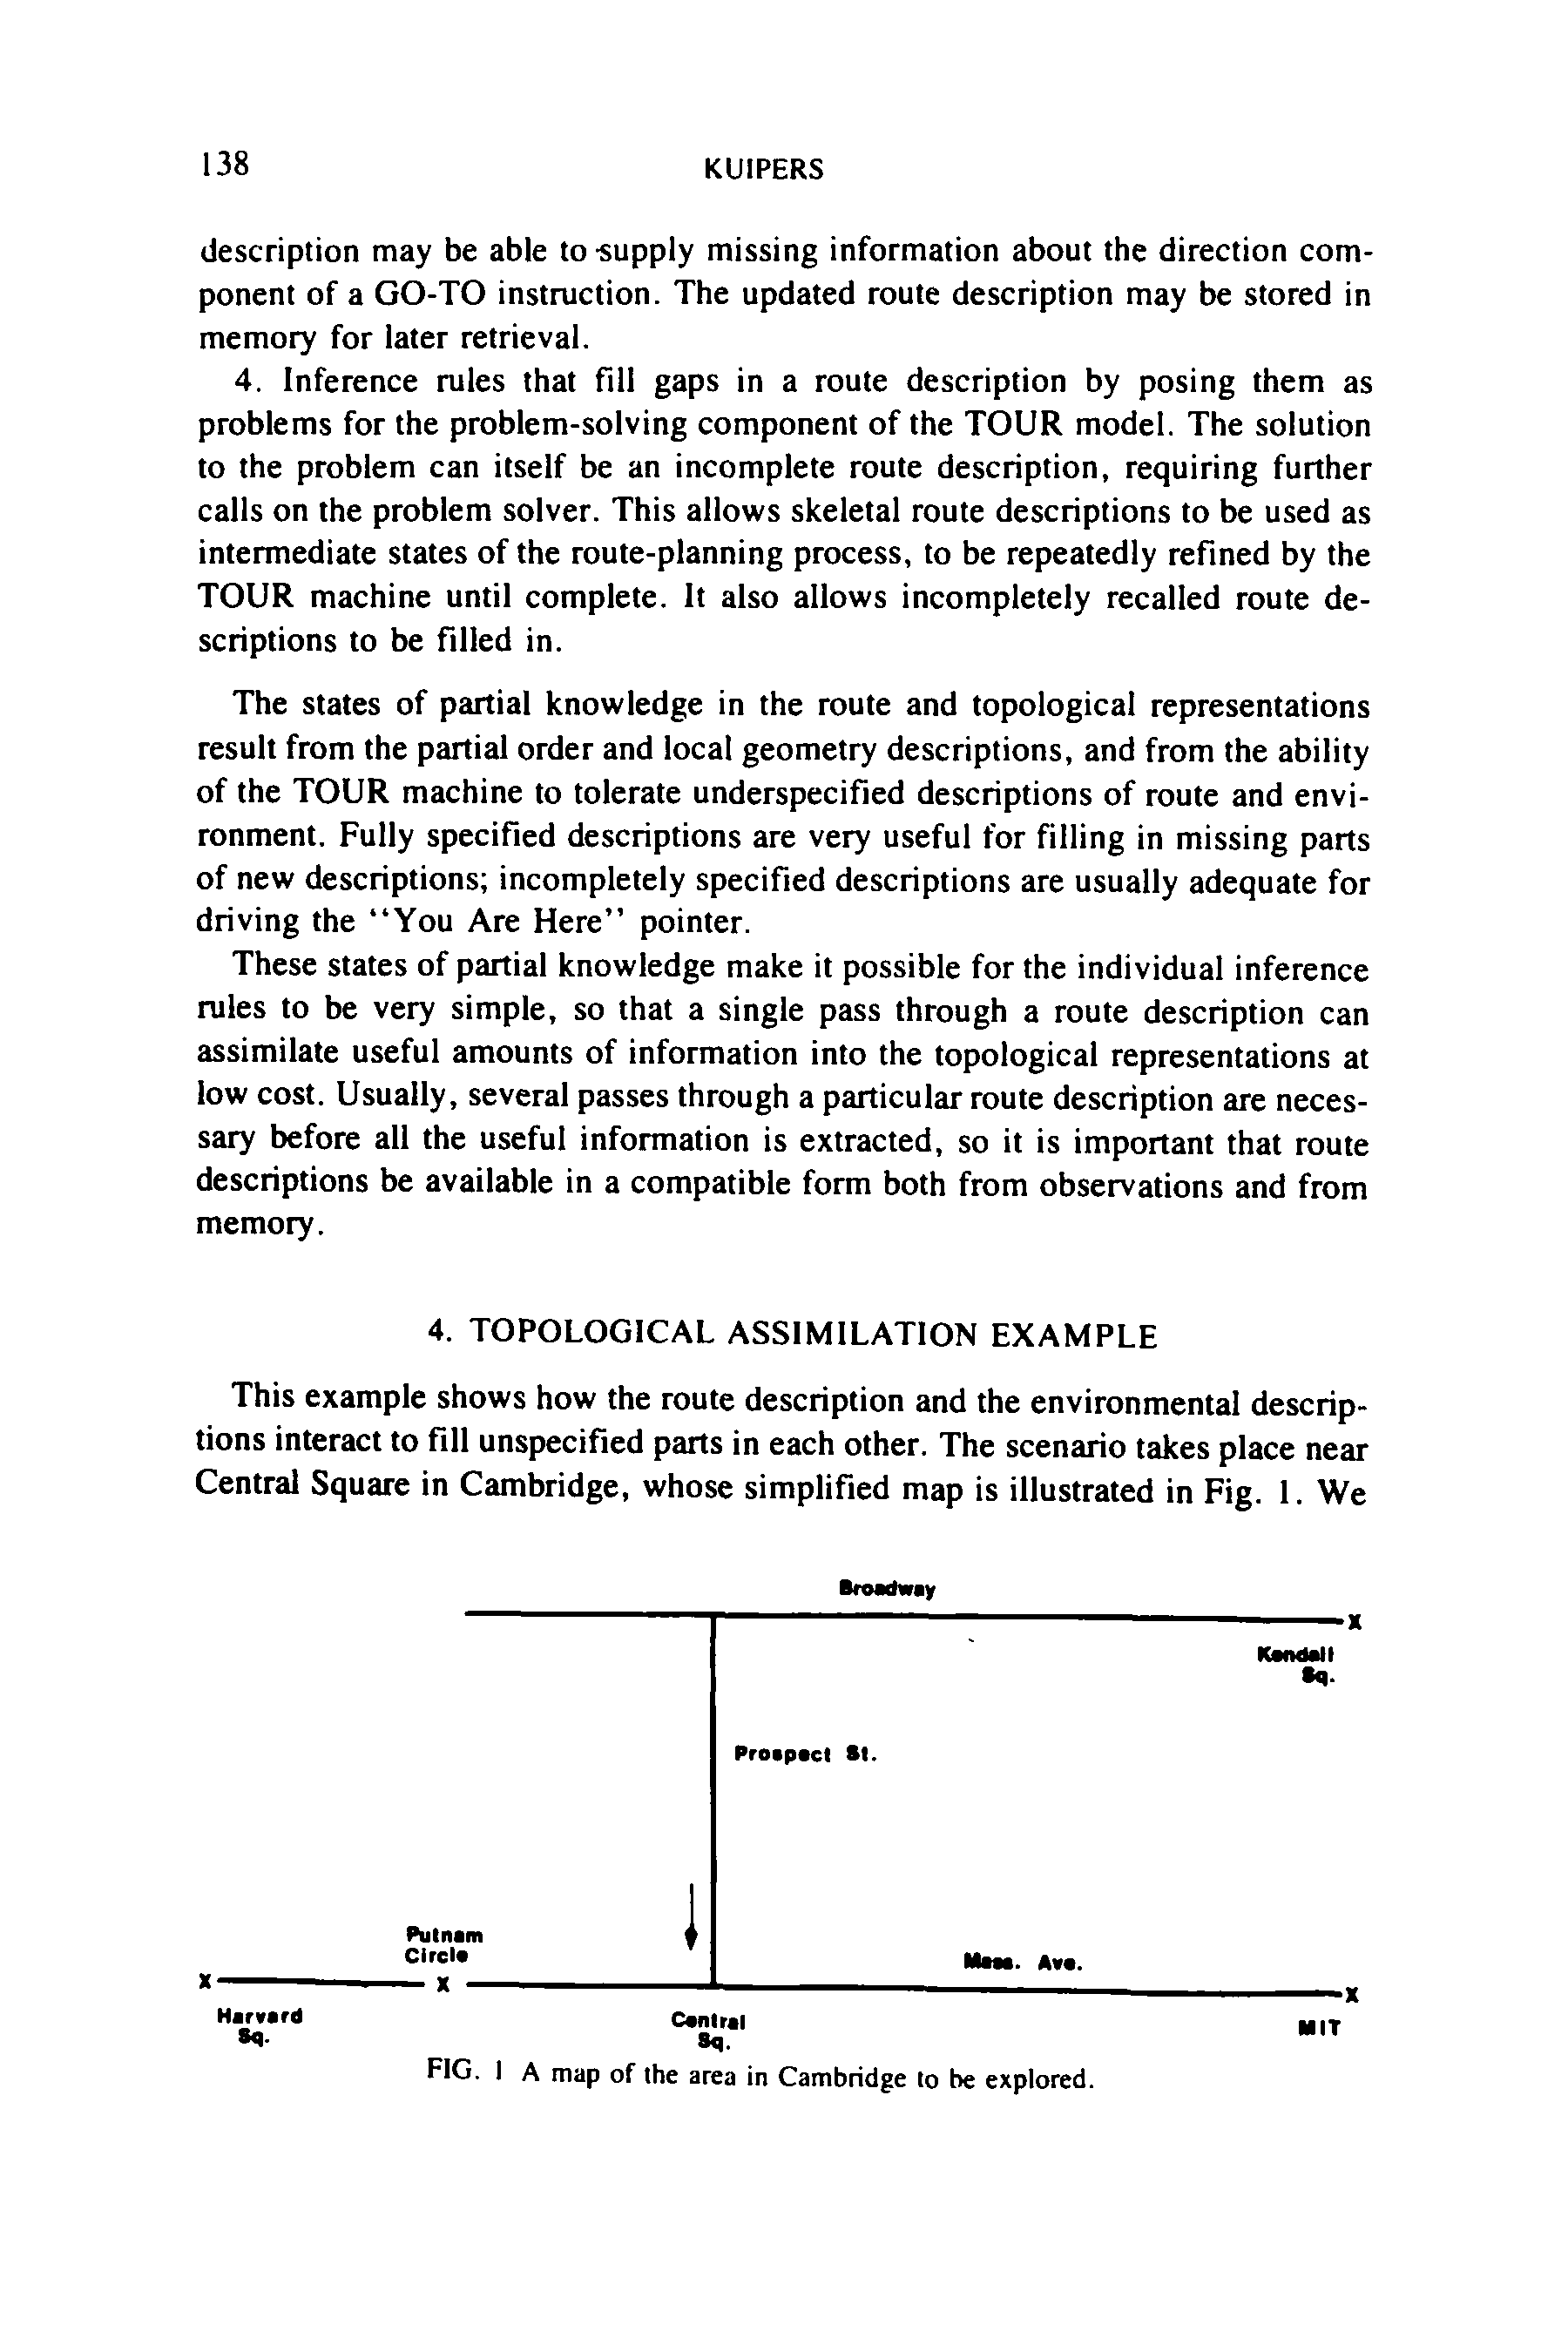 138
KUIPERS
description may be able to supply missing information about the direction com-
ponent of a GO-TO instruction. The updated route description may be stored in
memory for later retrieval.
4. Inference rules that fill gaps in a route description by posing them as
problems for the problem-solving component of the TOUR model. The solution
to the problem can itself be an incomplete route description, requiring further
calls on the problem solver. This allows skeletal route descriptions to be used as
intermediate states of the route-planning process, to be repeatedly refined by the
TOUR machine until complete. It also allows incompletely recalled route de-
scriptions to be filled in.
The states of partial knowledge in the route and topological representations
result from the partial order and local geometry descriptions, and from the ability
of the TOUR machine to tolerate underspecified descriptions of route and envi-
ronment. Fully specified descriptions are very useful for filling in missing parts
of new descriptions; incompletely specified descriptions are usually adequate for
driving the “You Are Here” pointer.
These states of partial knowledge make it possible for the individual inference
rules to be very simple, so that a single pass through a route description can
assimilate useful amounts of information into the topological representations at
low cost. Usually, several passes through a particular route description are neces-
sary before all the useful information is extracted, so it is important that route
descriptions be available in a compatible form both from observations and from
memory.
4. TOPOLOGICAL ASSIMILATION EXAMPLE
This example shows how the route description and the environmental descrip-
tions interact to fill unspecified parts in each other. The scenario takes place near
Central Square in Cambridge, whose simplified map is illustrated in Fig. 1. We
Broadway
X
Kendall
Sq.
Prospect St.
Putnam
Circle
Mass. Ave.
X
X
X
Harvard
Sq.
Central
Sq.
MIT
FIG. 1 A map of the area in Cambridge to be explored.